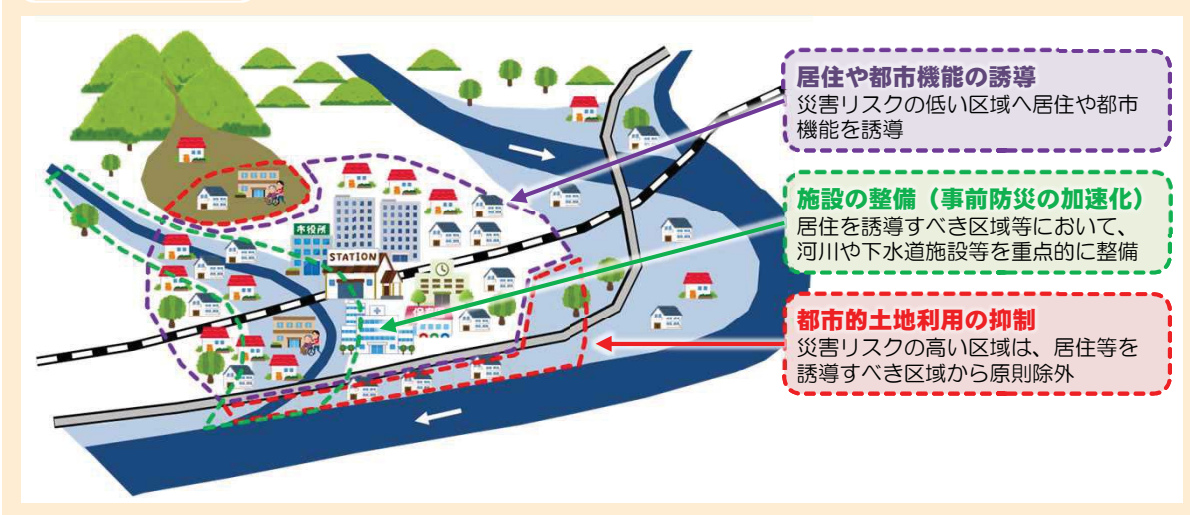 居住や都市機能の誘導
災害リスクの低い区域へ居住や都市
機能を誘導
施設の整備（事前防災の加速化）
居住を誘導すべき区域等において、
河川や下水道施設等を重点的に整備
都市的土地利用の抑制
災害リスクの高い区域は、居住等を
誘導すべき区域から原則除外
市役所
STATION